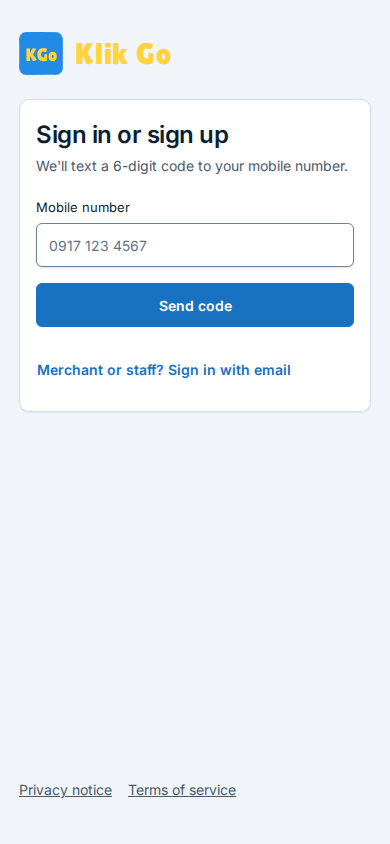 KGo Klik Go
Sign in or sign up
We'll text a 6-digit code to your mobile number.
Mobile number
0917 123 4567
Send code
Merchant or staff? Sign in with email
Privacy notice Terms of service